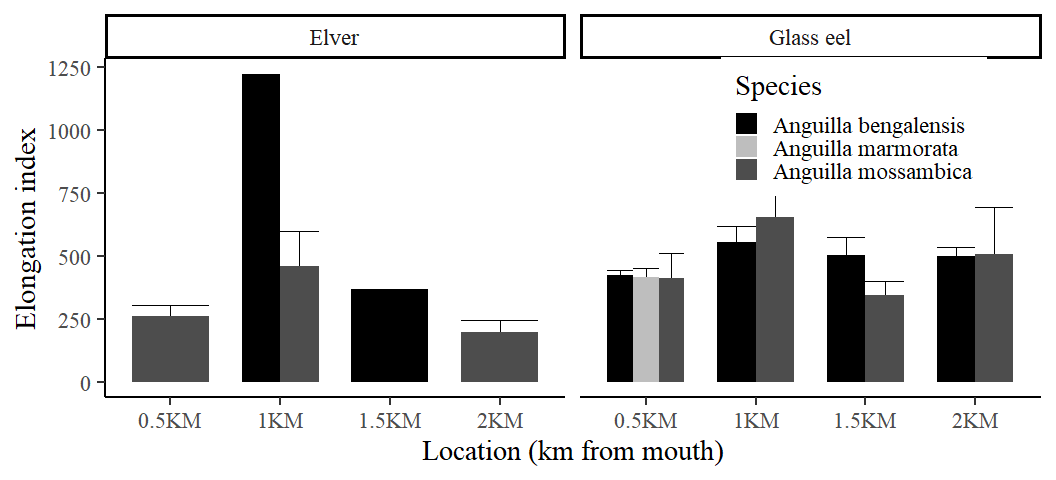 Elver
Glass eel
Species
Anguilla bengalensis
Anguilla marmorata
Anguilla mossambica
Elongation index
1250
1000
750
500
250
0
0.5KM 1KM 1.5KM 2KM
0.5KM 1KM 1.5KM 2KM
Location (km from mouth)